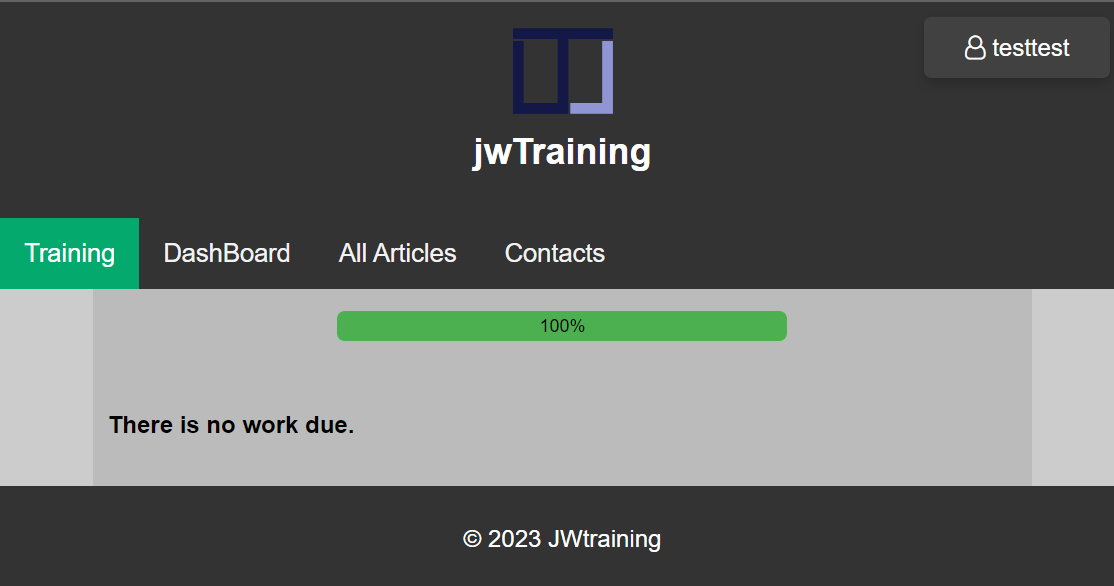 testtest
jwTraining
Training DashBoard All Articles Contacts
100%
There is no work due.
© 2023 JWtraining